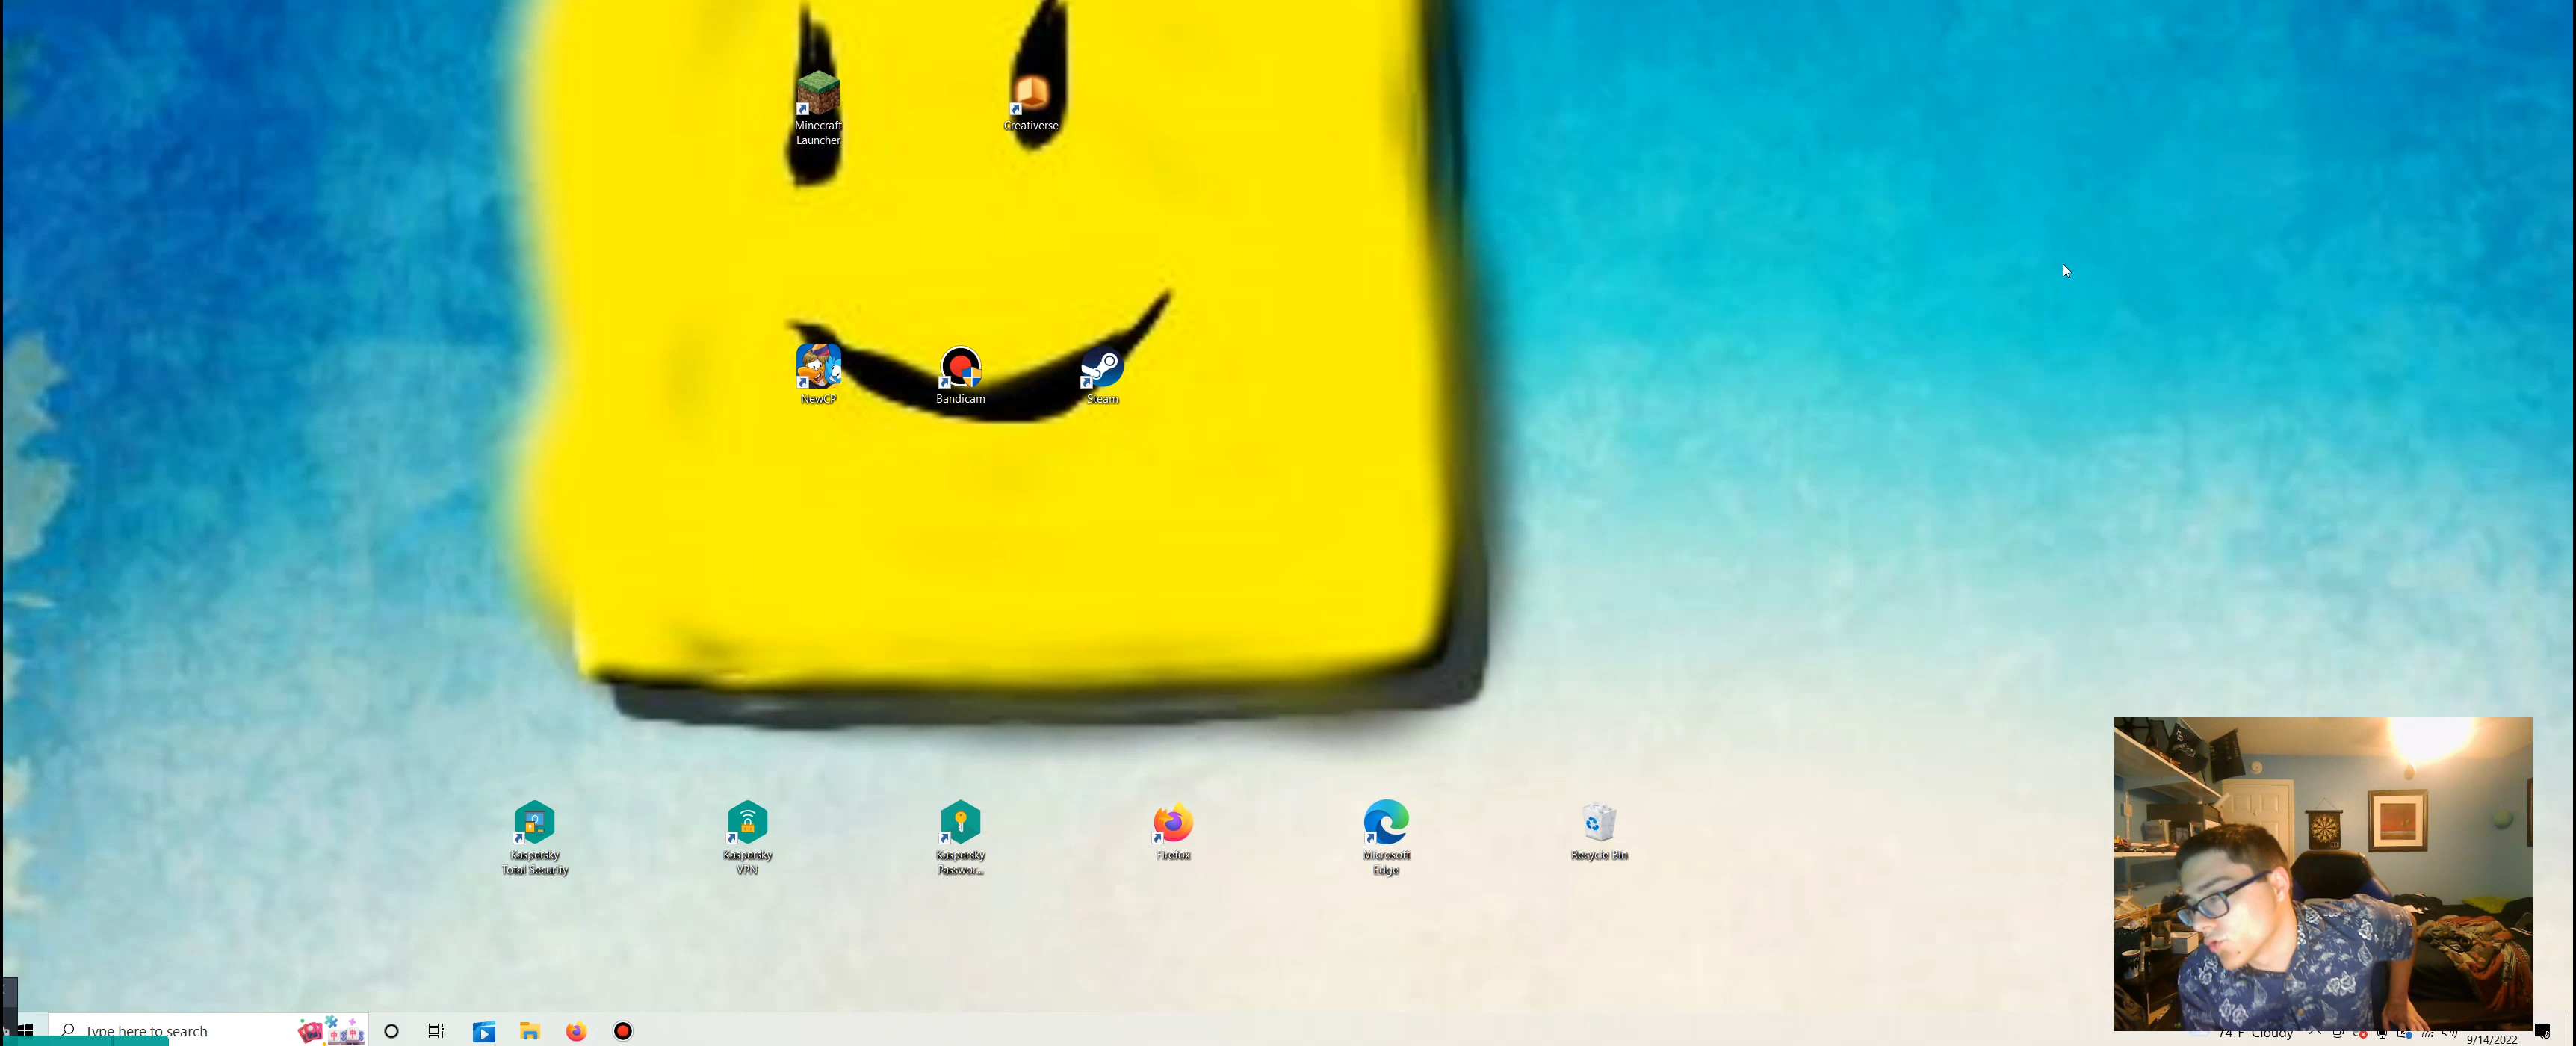 Minecraft
Launcher
Creativerse
NewCP
Bandicam
Steam
Kaspersky
Total Security
Kaspersky
VPN
Kaspersky
Passwor...
Firefox
Microsoft
Edge
Recycle Bin
Type here to search
74°F Cloudy
9/14/2022